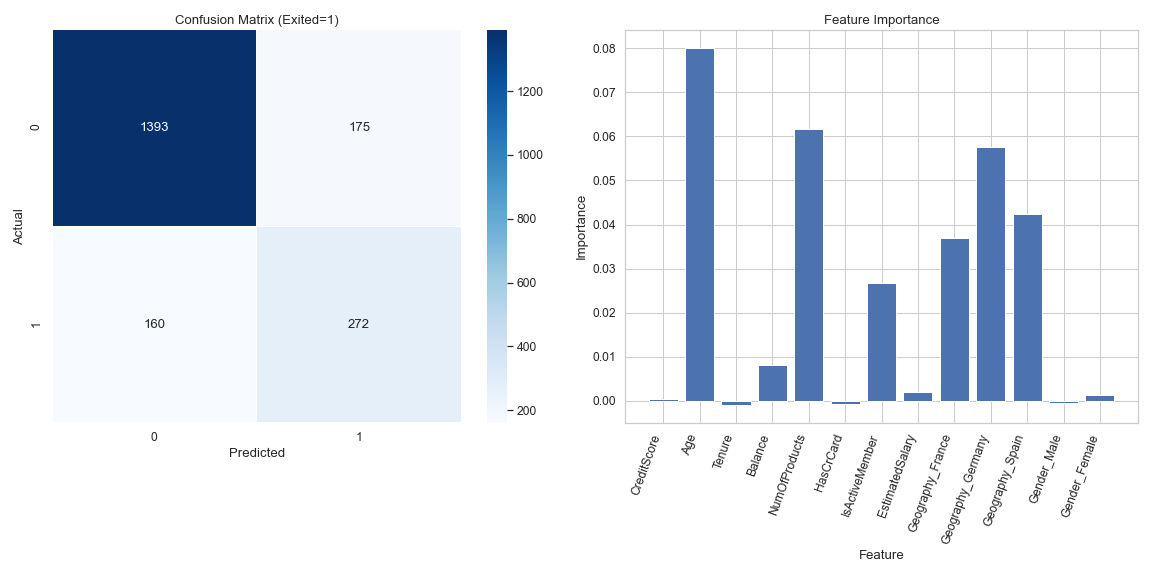 Confusion Matrix (Exited=1)
1393
175
160
272
0
1
Actual
0
1
Predicted
1200
1000
800
600
400
200
Feature Importance
0.08
0.07
0.06
0.05
0.04
0.03
0.02
0.01
0.00
Importance
CreditScore
Age
Tenure
Balance
NumOfProducts
HasCrCard
IsActiveMember
EstimatedSalary
Geography_France
Geography_Germany
Geography_Spain
Gender_Male
Gender_Female
Feature